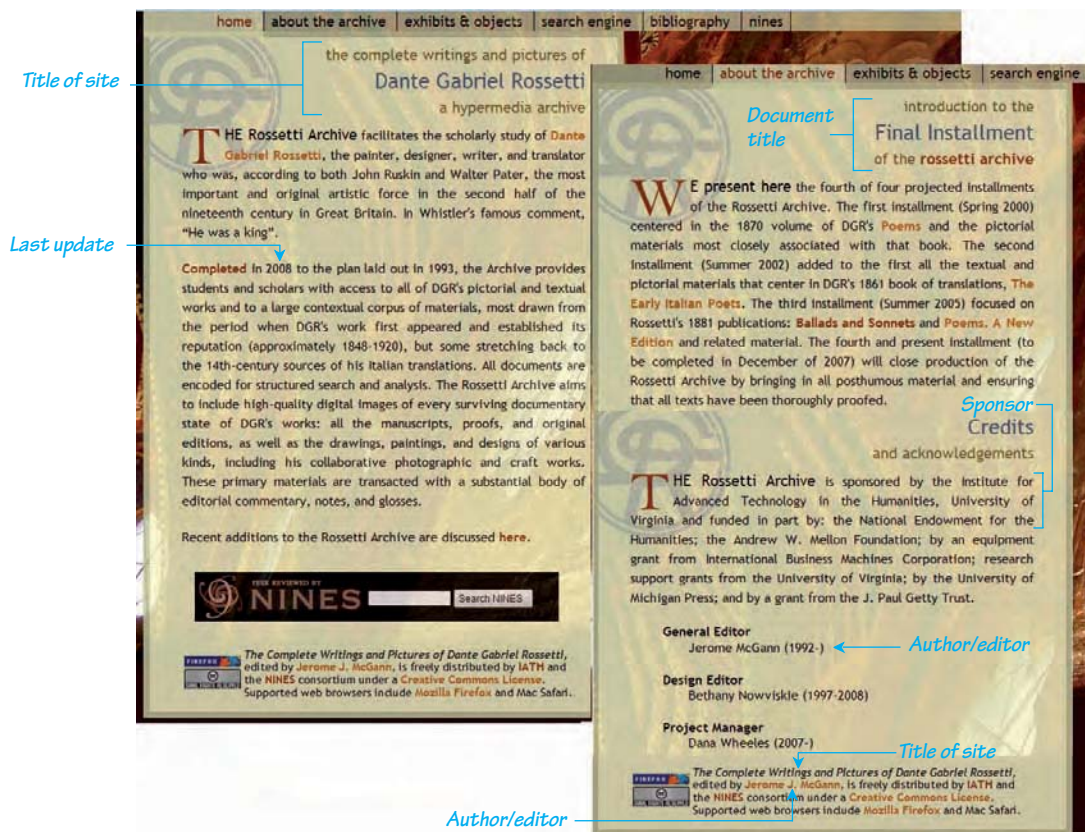 home about the archive exhibits & objects search engine bibliography nines
Title of site
the complete writings and pictures of
Dante Gabriel Rossetti
a hypermedia archive
THE Rossetti Archive facilitates the scholarly study of Dante
Gabriel Rossetti, the painter, designer, writer, and translator
who was, according to both John Ruskin and Walter Pater, the most
important and original artistic force in the second half of the
nineteenth century in Great Britain. In Whistler's famous comment,
"He was a king".
Last update
Completed in 2008 to the plan laid out in 1993, the Archive provides
students and scholars with access to all of DGR's pictorial and textual
works and to a large contextual corpus of materials, most drawn from
the period when DGR's work first appeared and established its
reputation (approximately 1848-1920), but some stretching back to
the 14th-century sources of his Italian translations. All documents are
encoded for structured search and analysis. The Rossetti Archive aims
to include high-quality digital images of every surviving documentary
state of DGR's works: all the manuscripts, proofs, and original
editions, as well as the drawings, paintings, and designs of various
kinds, including his collaborative photographic and craft works.
These primary materials are transacted with a substantial body of
editorial commentary, notes, and glosses.
Recent additions to the Rossetti Archive are discussed here.
PEER REVIEWED BY
NINES Search NINES
FIREFOX
The Complete Writings and Pictures of Dante Gabriel Rossetti,
edited by Jerome J. McGann, is freely distributed by IATH and
the NINES consortium under a Creative Commons License.
Supported web browsers include Mozilla Firefox and Mac Safari.
home about the archive exhibits & objects search engine
Document
title
introduction to the
Final Installment
of the rossetti archive
WE present here the fourth of four projected installments
of the Rossetti Archive. The first installment (Spring 2000)
centered in the 1870 volume of DGR's Poems and the pictorial
materials most closely associated with that book. The second
installment (Summer 2002) added to the first all the textual and
pictorial materials that center in DGR's 1861 book of translations, The
Early Italian Poets. The third installment (Summer 2005) focused on
Rossetti's 1881 publications: Ballads and Sonnets and Poems. A New
Edition and related material. The fourth and present installment (to
be completed in December of 2007) will close production of the
Rossetti Archive by bringing in all posthumous material and ensuring
that all texts have been thoroughly proofed.
Sponsor
Credits
and acknowledgements
THE Rossetti Archive is sponsored by the Institute for
Advanced Technology in the Humanities, University of
Virginia and funded in part by: the National Endowment for the
Humanities; the Andrew W. Mellon Foundation; by an equipment
grant from International Business Machines Corporation; research
support grants from the University of Virginia; by the University of
Michigan Press; and by a grant from the J. Paul Getty Trust.
General Editor
Jerome McGann (1992-)
Author/editor
Design Editor
Bethany Nowviskie (1997-2008)
Project Manager
Dana Wheeles (2007-)
Title of site
FIREFOX
The Complete Writings and Pictures of Dante Gabriel Rossetti,
edited by Jerome J. McGann, is freely distributed by IATH and
the NINES consortium under a Creative Commons License.
Supported web browsers include Mozilla Firefox and Mac Safari.
Author/editor